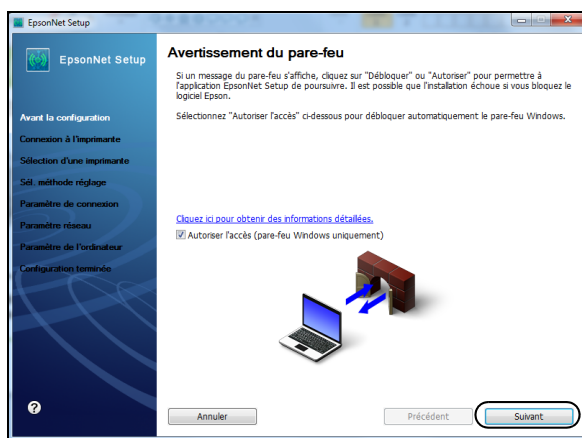 EpsonNet Setup
EpsonNet Setup
Avant la configuration
Connexion à l'imprimante
Sélection d'une imprimante
Sél. méthode réglage
Paramètre de connexion
Paramètre réseau
Paramètre de l'ordinateur
Configuration terminée
?
Avertissement du pare-feu
Si un message du pare-feu s'affiche, cliquez sur "Débloquer" ou "Autoriser" pour permettre à
l'application EpsonNet Setup de poursuivre. Il est possible que l'installation échoue si vous bloquez le
logiciel Epson.
Sélectionnez "Autoriser l'accès" ci-dessous pour débloquer automatiquement le pare-feu Windows.
Cliquez ici pour obtenir des informations détaillées.
Autoriser l'accès (pare-feu Windows uniquement)
Annuler
Précédent
Suivant